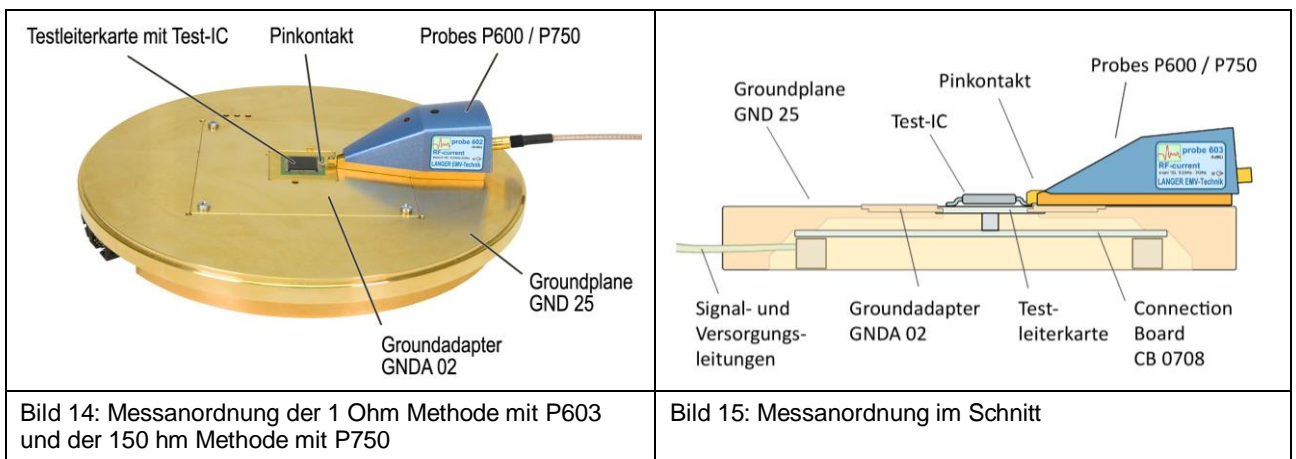 Testleiterkarte mit Test-IC
Pinkontakt
Probes P600 / P750
probe 602
RF-current
LANGER EMV-Technik
Groundplane
GND 25
Groundadapter
GNDA 02
Bild 14: Messanordnung der 1 Ohm Methode mit P603
und der 150 hm Methode mit P750
Probes P600 / P750
Pinkontakt
Groundplane
GND 25
Test-IC
probe 603
RF-current
LANGER EMV-Technik
Signal- und
Versorgungs-
leitungen
Groundadapter
GNDA 02
Test-
leiterkarte
Connection
Board
CB 0708
Bild 15: Messanordnung im Schnitt